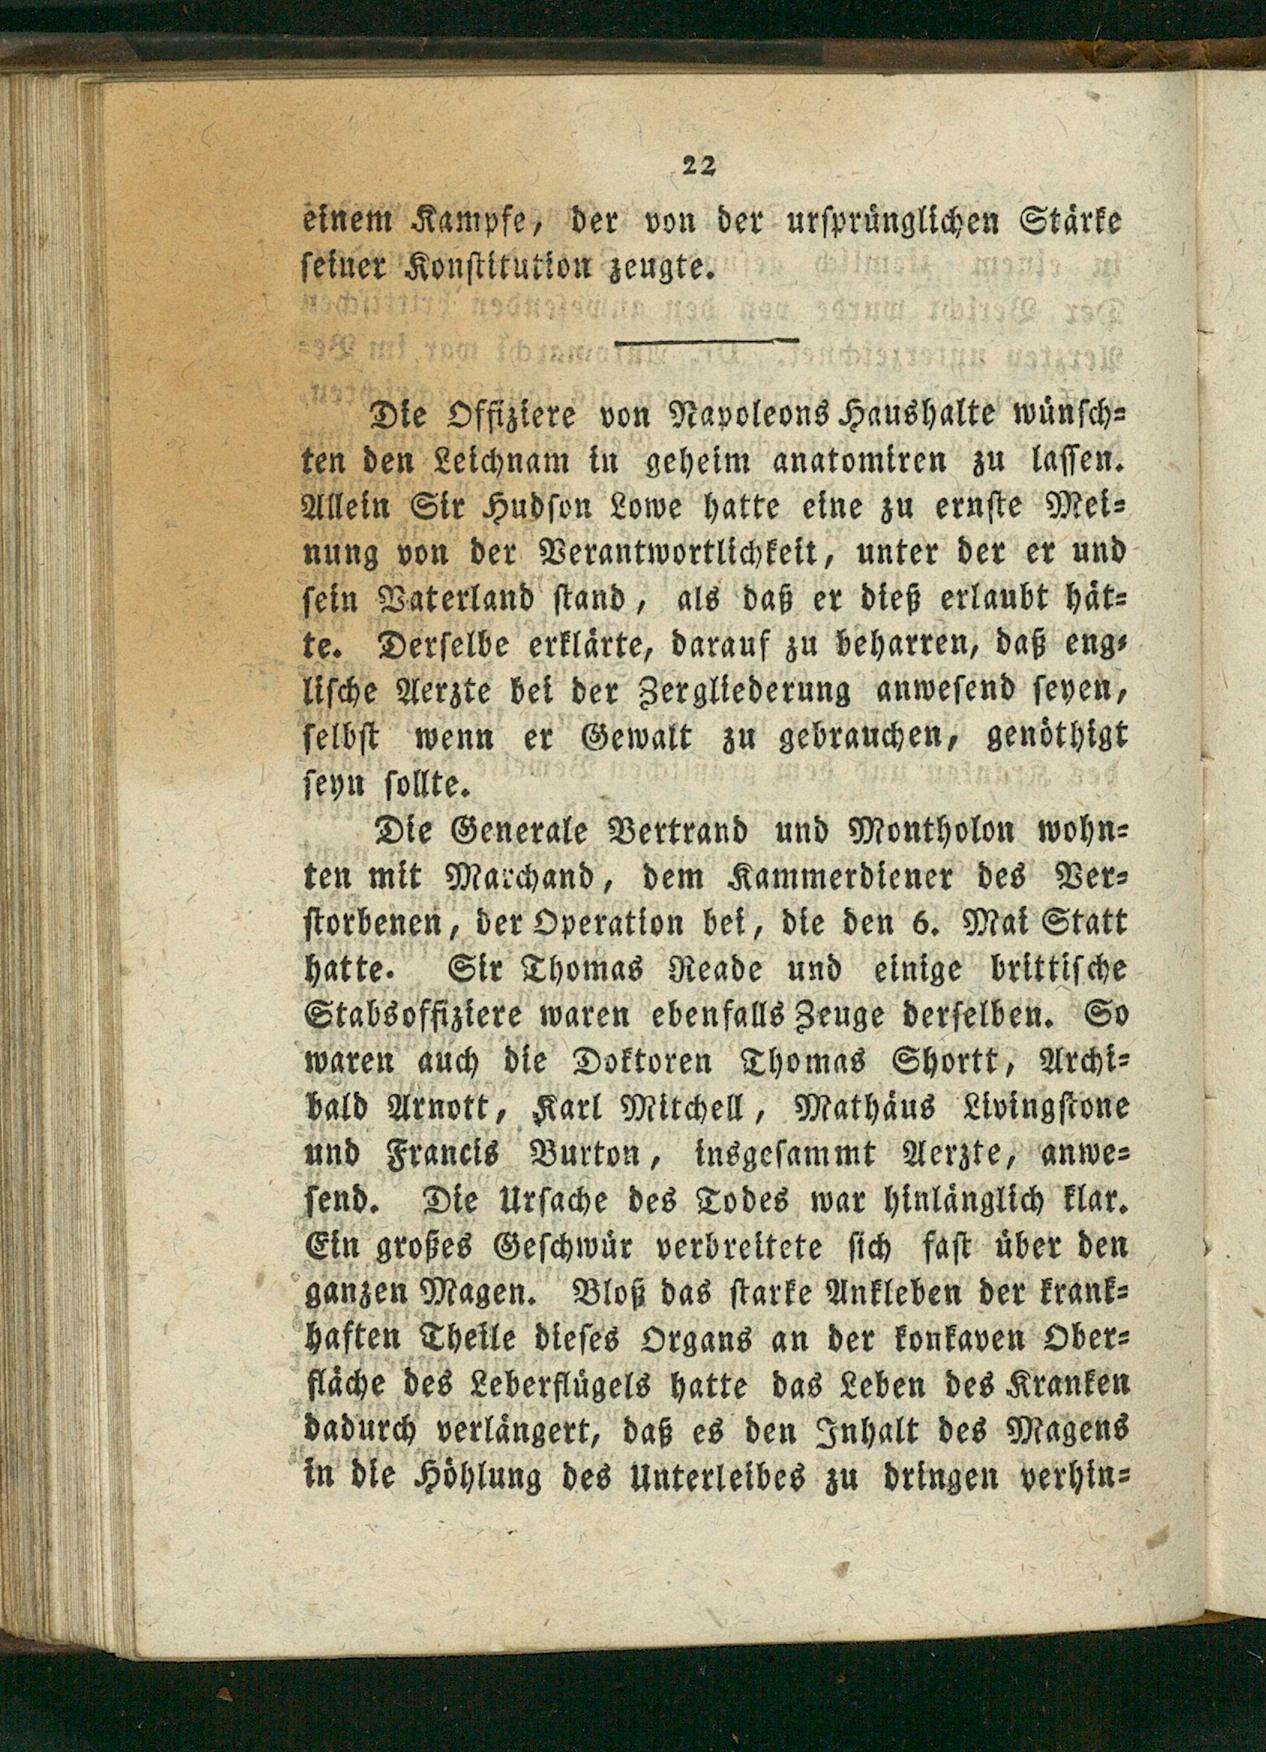 22
einem Kampfe, der von der ursprünglichen Stärke
seiner Konstitution zeugte.
Die Offiziere von Napoleons Haushalte wünsch-
ten den Leichnam in geheim anatomiren zu lassen.
Allein Sir Hudson Lowe hatte eine zu ernste Mei-
nung von der Verantwortlichkeit, unter der er und
sein Vaterland stand, als daß er dieß erlaubt hät-
te. Derselbe erklärte, darauf zu beharren, daß eng-
lische Aerzte bei der Zergliederung anwesend seyen,
selbst wenn er Gewalt zu gebrauchen, genöthigt
seyn sollte.
Die Generale Bertrand und Montholon wohn-
ten mit Marchand, dem Kammerdiener des Ver-
storbenen, der Operation bei, die den 6. Mai Statt
hatte. Sir Thomas Reade und einige brittische
Stabsoffiziere waren ebenfalls Zeuge derselben. So
waren auch die Doktoren Thomas Shortt, Archi-
bald Arnott, Karl Mitchell, Mathäus Livingstone
und Francis Burton, insgesammt Aerzte, anwe-
send. Die Ursache des Todes war hinlänglich klar.
Ein großes Geschwür verbreitete sich fast über den
ganzen Magen. Bloß das starke Ankleben der krank-
haften Theile dieses Organs an der konkaven Ober-
fläche des Leberflügels hatte das Leben des Kranken
dadurch verlängert, daß es den Inhalt des Magens
in die Höhlung des Unterleibes zu dringen verhin-